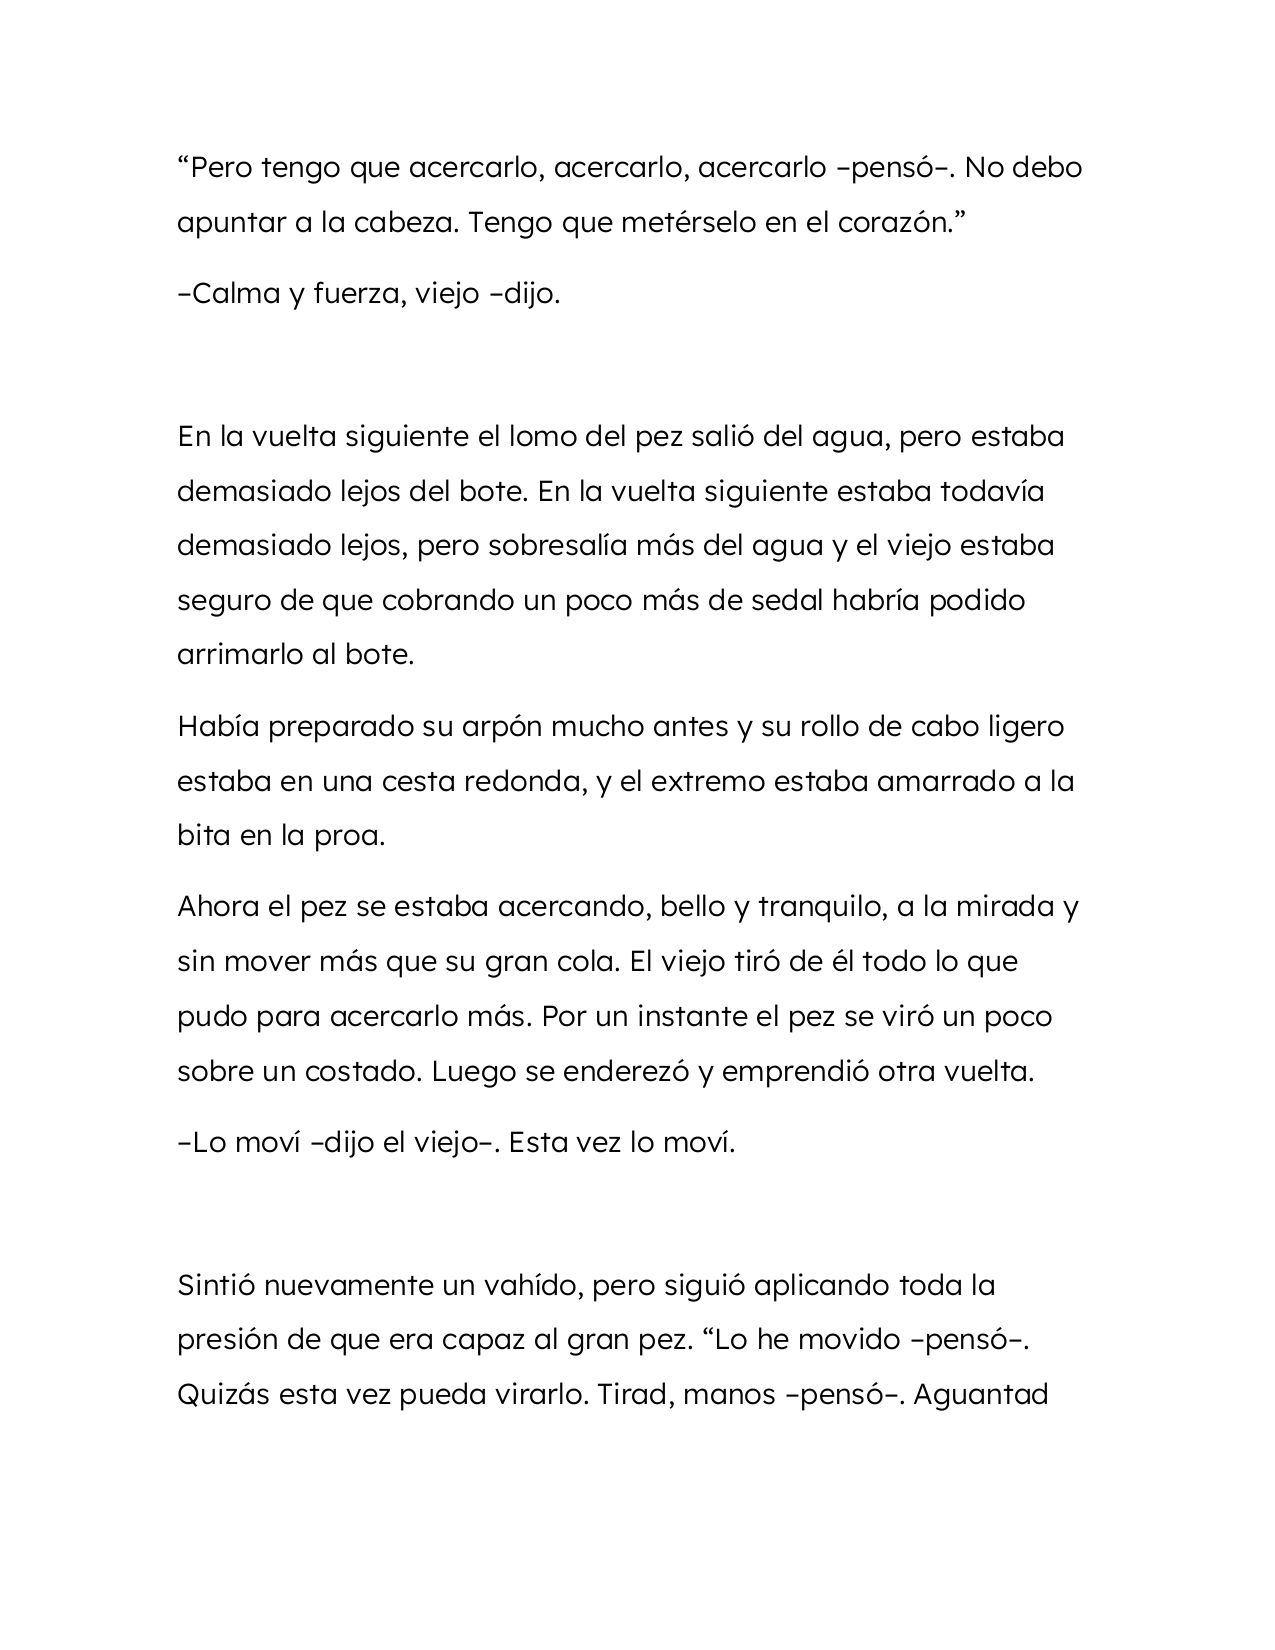 “Pero tengo que acercarlo, acercarlo, acercarlo –pensó–. No debo
apuntar a la cabeza. Tengo que metérselo en el corazón.”
–Calma y fuerza, viejo –dijo.
En la vuelta siguiente el lomo del pez salió del agua, pero estaba
demasiado lejos del bote. En la vuelta siguiente estaba todavía
demasiado lejos, pero sobresalía más del agua y el viejo estaba
seguro de que cobrando un poco más de sedal habría podido
arrimarlo al bote.
Había preparado su arpón mucho antes y su rollo de cabo ligero
estaba en una cesta redonda, y el extremo estaba amarrado a la
bita en la proa.
Ahora el pez se estaba acercando, bello y tranquilo, a la mirada y
sin mover más que su gran cola. El viejo tiró de él todo lo que
pudo para acercarlo más. Por un instante el pez se viró un poco
sobre un costado. Luego se enderezó y emprendió otra vuelta.
–Lo moví –dijo el viejo–. Esta vez lo moví.
Sintió nuevamente un vahído, pero siguió aplicando toda la
presión de que era capaz al gran pez. “Lo he movido –pensó–.
Quizás esta vez pueda virarlo. Tirad, manos –pensó–. Aguantad